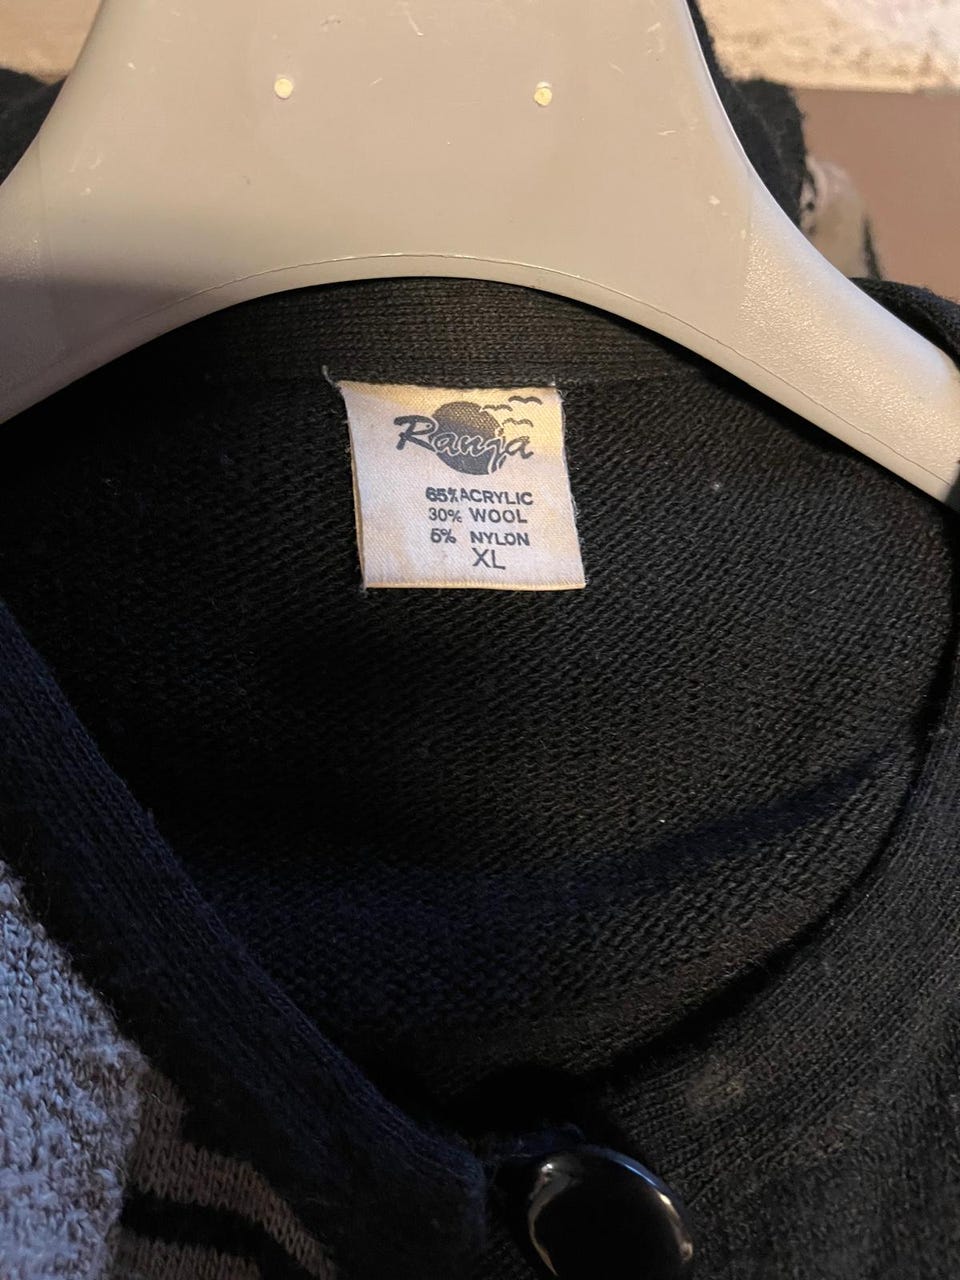 Ranja
65% ACRYLIC
30% WOOL
5% NYLON
XL